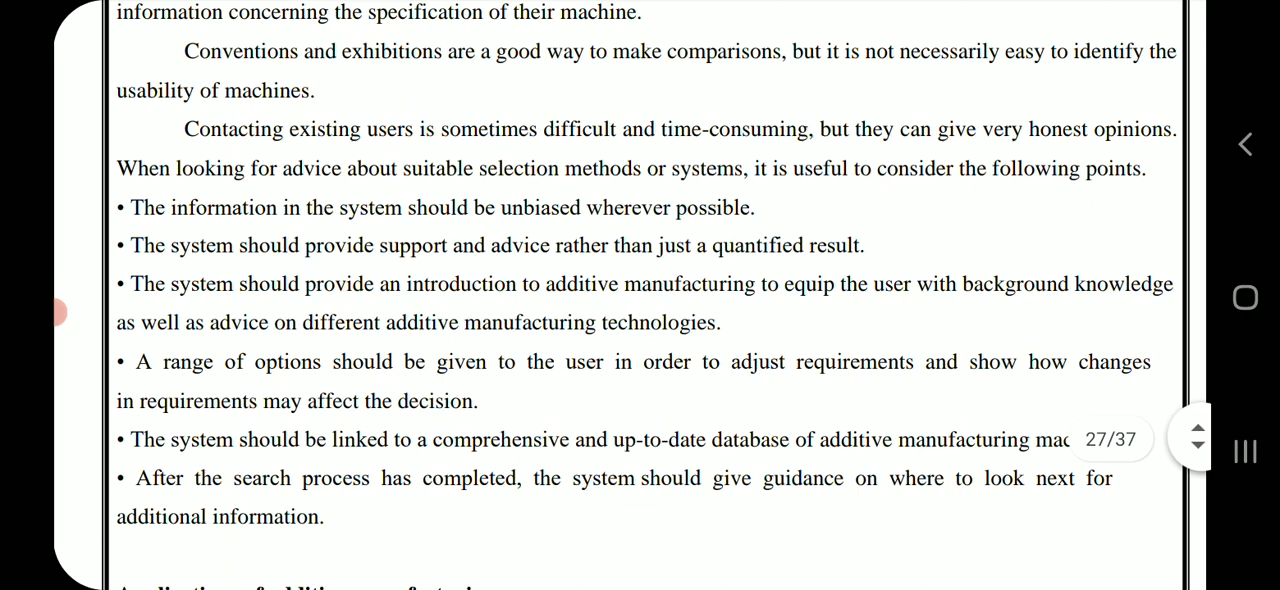 information concerning the specification of their machine.
Conventions and exhibitions are a good way to make comparisons, but it is not necessarily easy to identify the
usability of machines.
Contacting existing users is sometimes difficult and time-consuming, but they can give very honest opinions.
When looking for advice about suitable selection methods or systems, it is useful to consider the following points.
• The information in the system should be unbiased wherever possible.
• The system should provide support and advice rather than just a quantified result.
• The system should provide an introduction to additive manufacturing to equip the user with background knowledge
as well as advice on different additive manufacturing technologies.
• A range of options should be given to the user in order to adjust requirements and show how changes
in requirements may affect the decision.
• The system should be linked to a comprehensive and up-to-date database of additive manufacturing mac
27/37
• After the search process has completed, the system should give guidance on where to look next for
additional information.